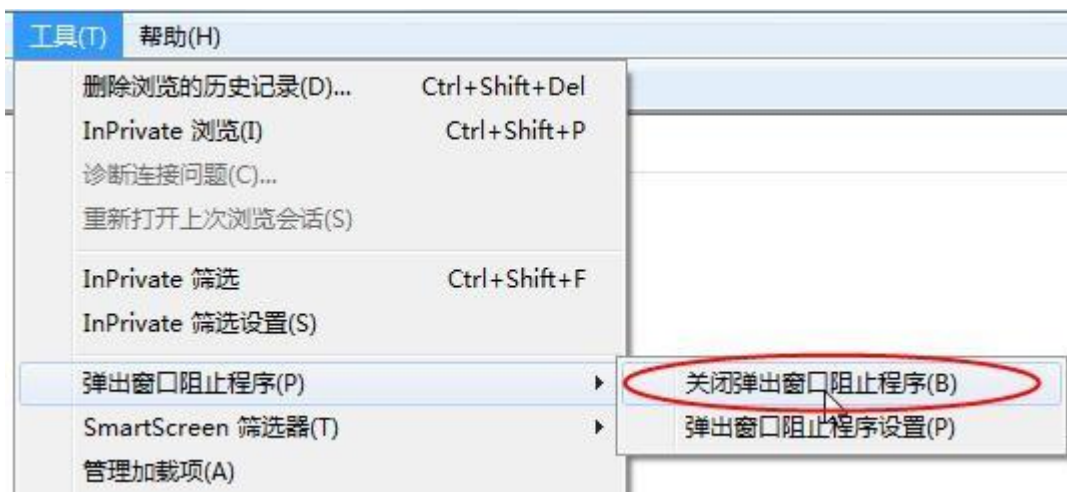 工具(T) 帮助(H)
删除浏览的历史记录(D)... Ctrl+Shift+Del
InPrivate 浏览(I) Ctrl+Shift+P
诊断连接问题(C)...
重新打开上次浏览会话(S)
InPrivate 筛选 Ctrl+Shift+F
InPrivate 筛选设置(S)
弹出窗口阻止程序(P) 关闭弹出窗口阻止程序(B)
SmartScreen 筛选器(T) 弹出窗口阻止程序设置(P)
管理加载项(A)